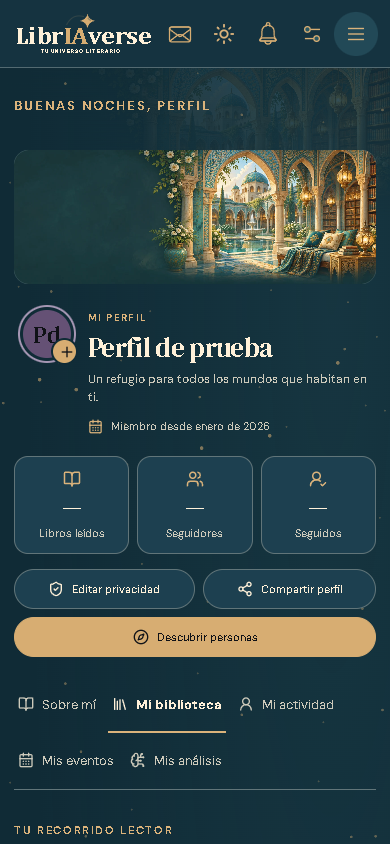 LibrIAverse
TU UNIVERSO LITERARIO
BUENAS NOCHES, PERFIL
Pd
MI PERFIL
Perfil de prueba
Un refugio para todos los mundos que habitan en
ti.
Miembro desde enero de 2026
— — —
Libros leídos Seguidores Seguidos
Editar privacidad Compartir perfil
Descubrir personas
Sobre mí Mi biblioteca Mi actividad
Mis eventos Mis análisis
TU RECORRIDO LECTOR